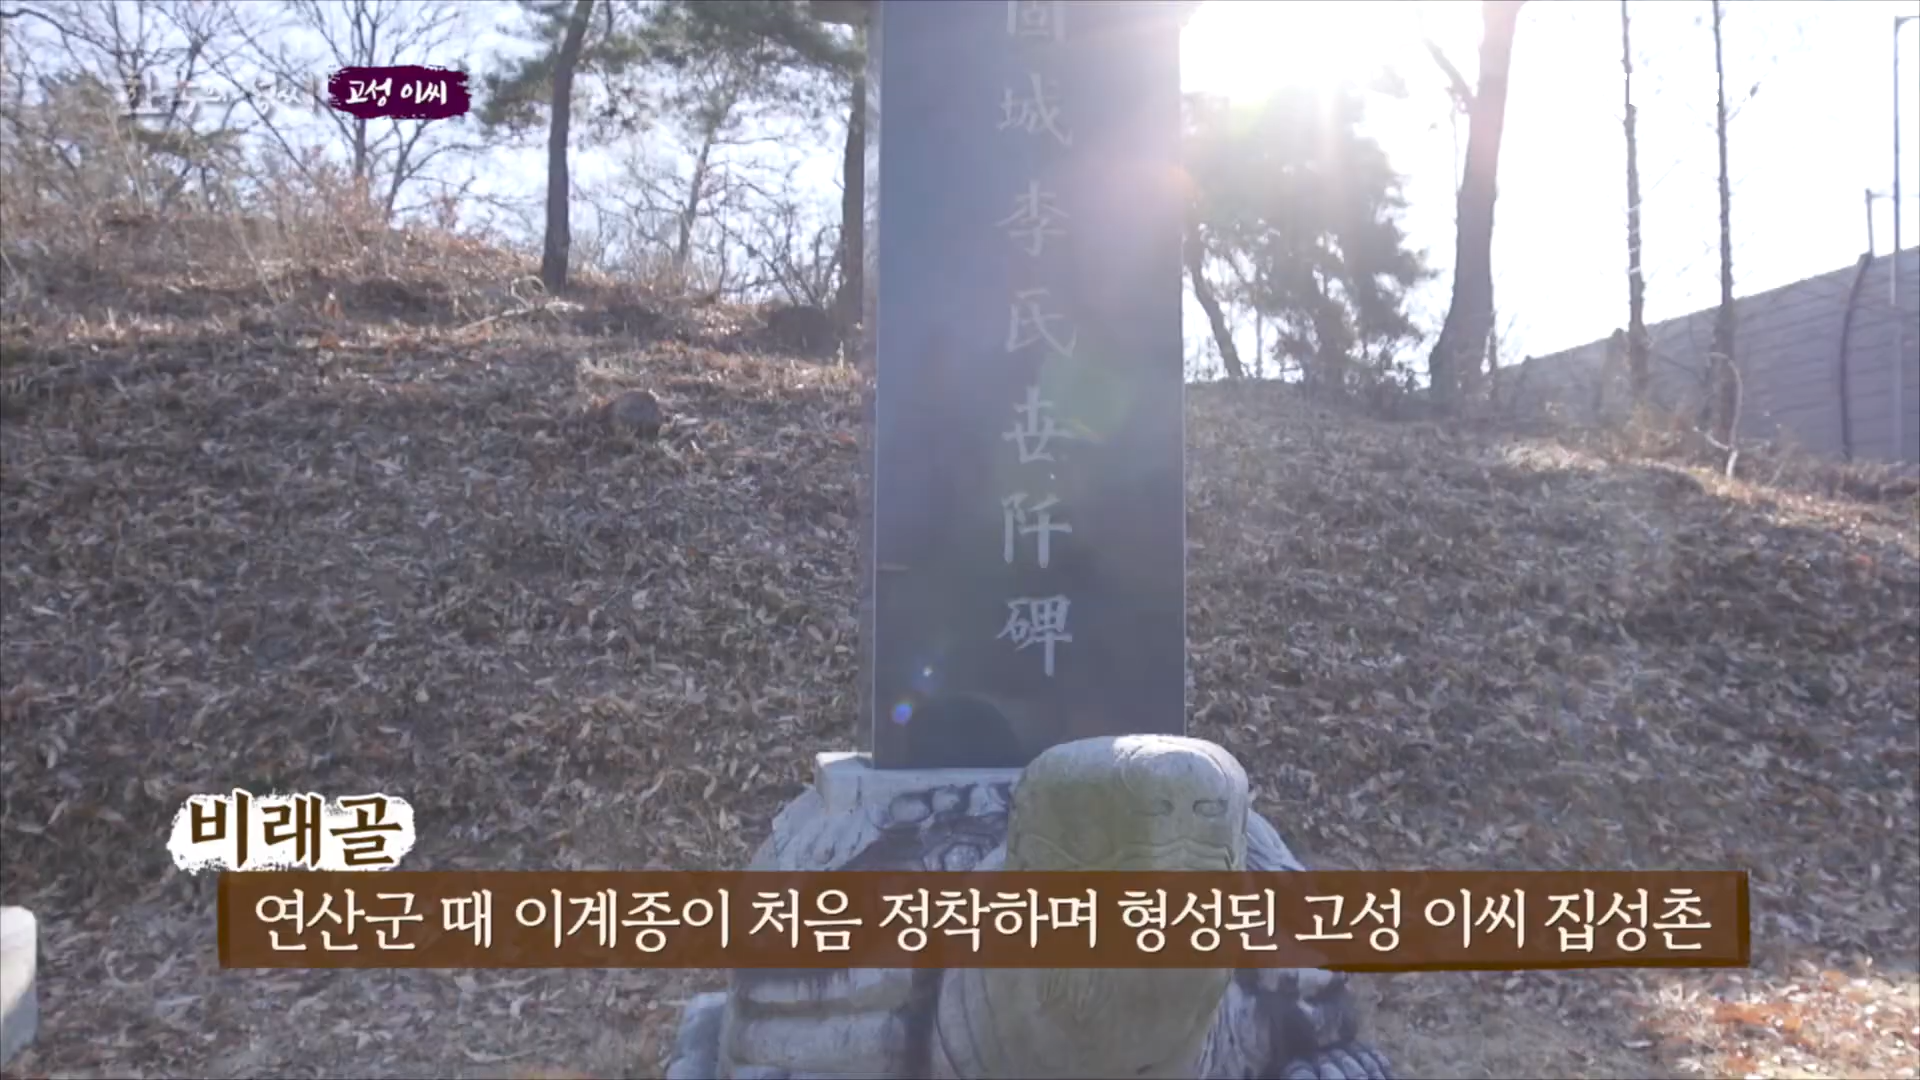 고성 이씨
固城李氏世阡碑
비래골
연산군 때 이계종이 처음 정착하며 형성된 고성 이씨 집성촌